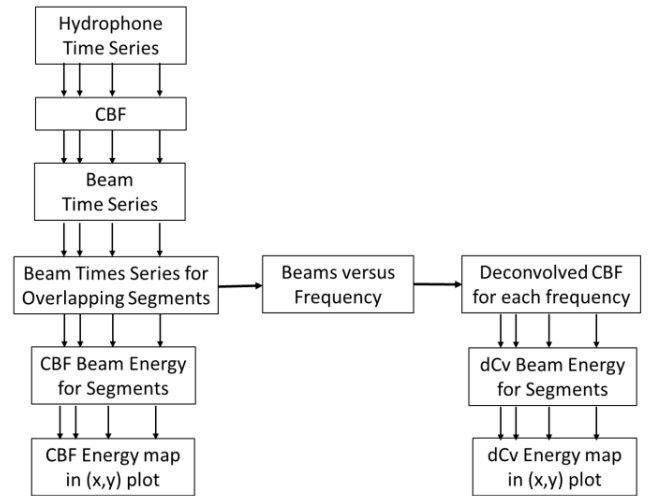 Hydrophone
Time Series
CBF
Beam
Time Series
Beam Times Series for
Overlapping Segments
Beams versus
Frequency
Deconvolved CBF
for each frequency
CBF Beam Energy
for Segments
dCv Beam Energy
for Segments
CBF Energy map
in (x,y) plot
dCv Energy map
in (x,y) plot